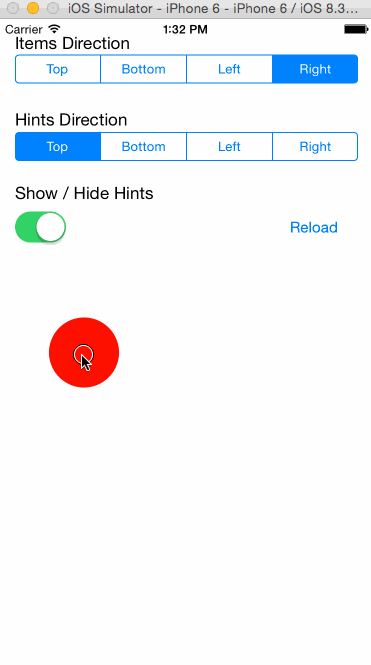 iOS Simulator - iPhone 6 - iPhone 6 / iOS 8.3...
Carrier 1:32 PM
Items Direction
Top Bottom Left Right
Hints Direction
Top Bottom Left Right
Show / Hide Hints
Reload